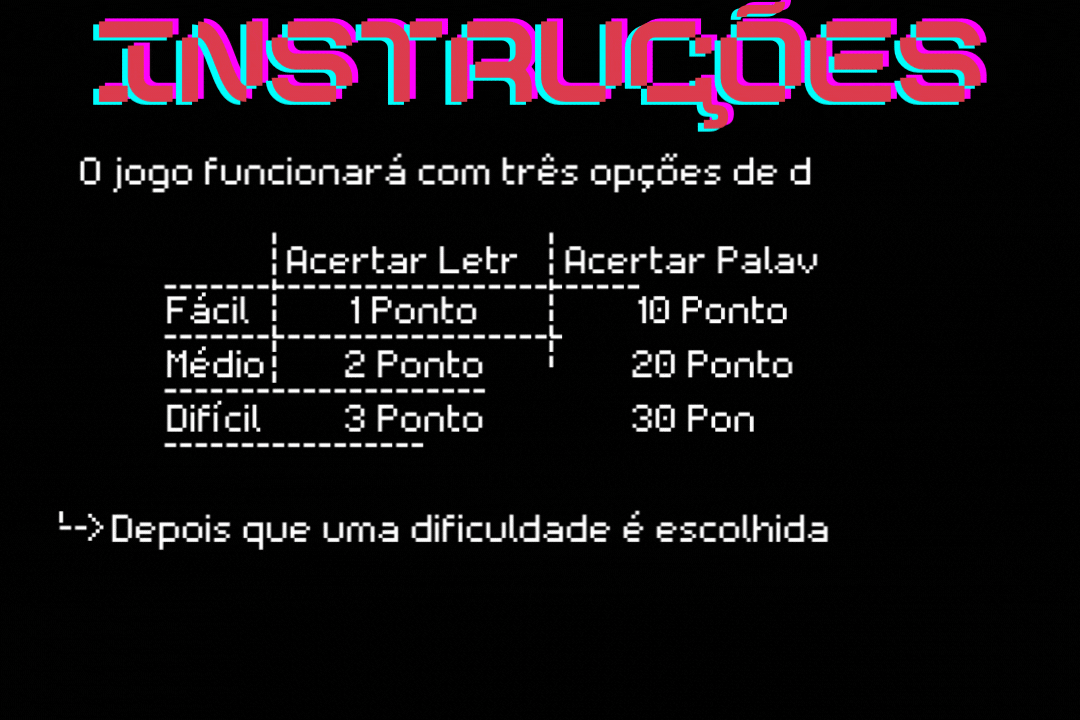 INSTRUÇÕES
O jogo funcionará com três opções de d
Acertar Letr Acertar Palav
Fácil 1 Ponto 10 Ponto
Médio 2 Ponto 20 Ponto
Difícil 3 Ponto 30 Pon
└--> Depois que uma dificuldade é escolhida